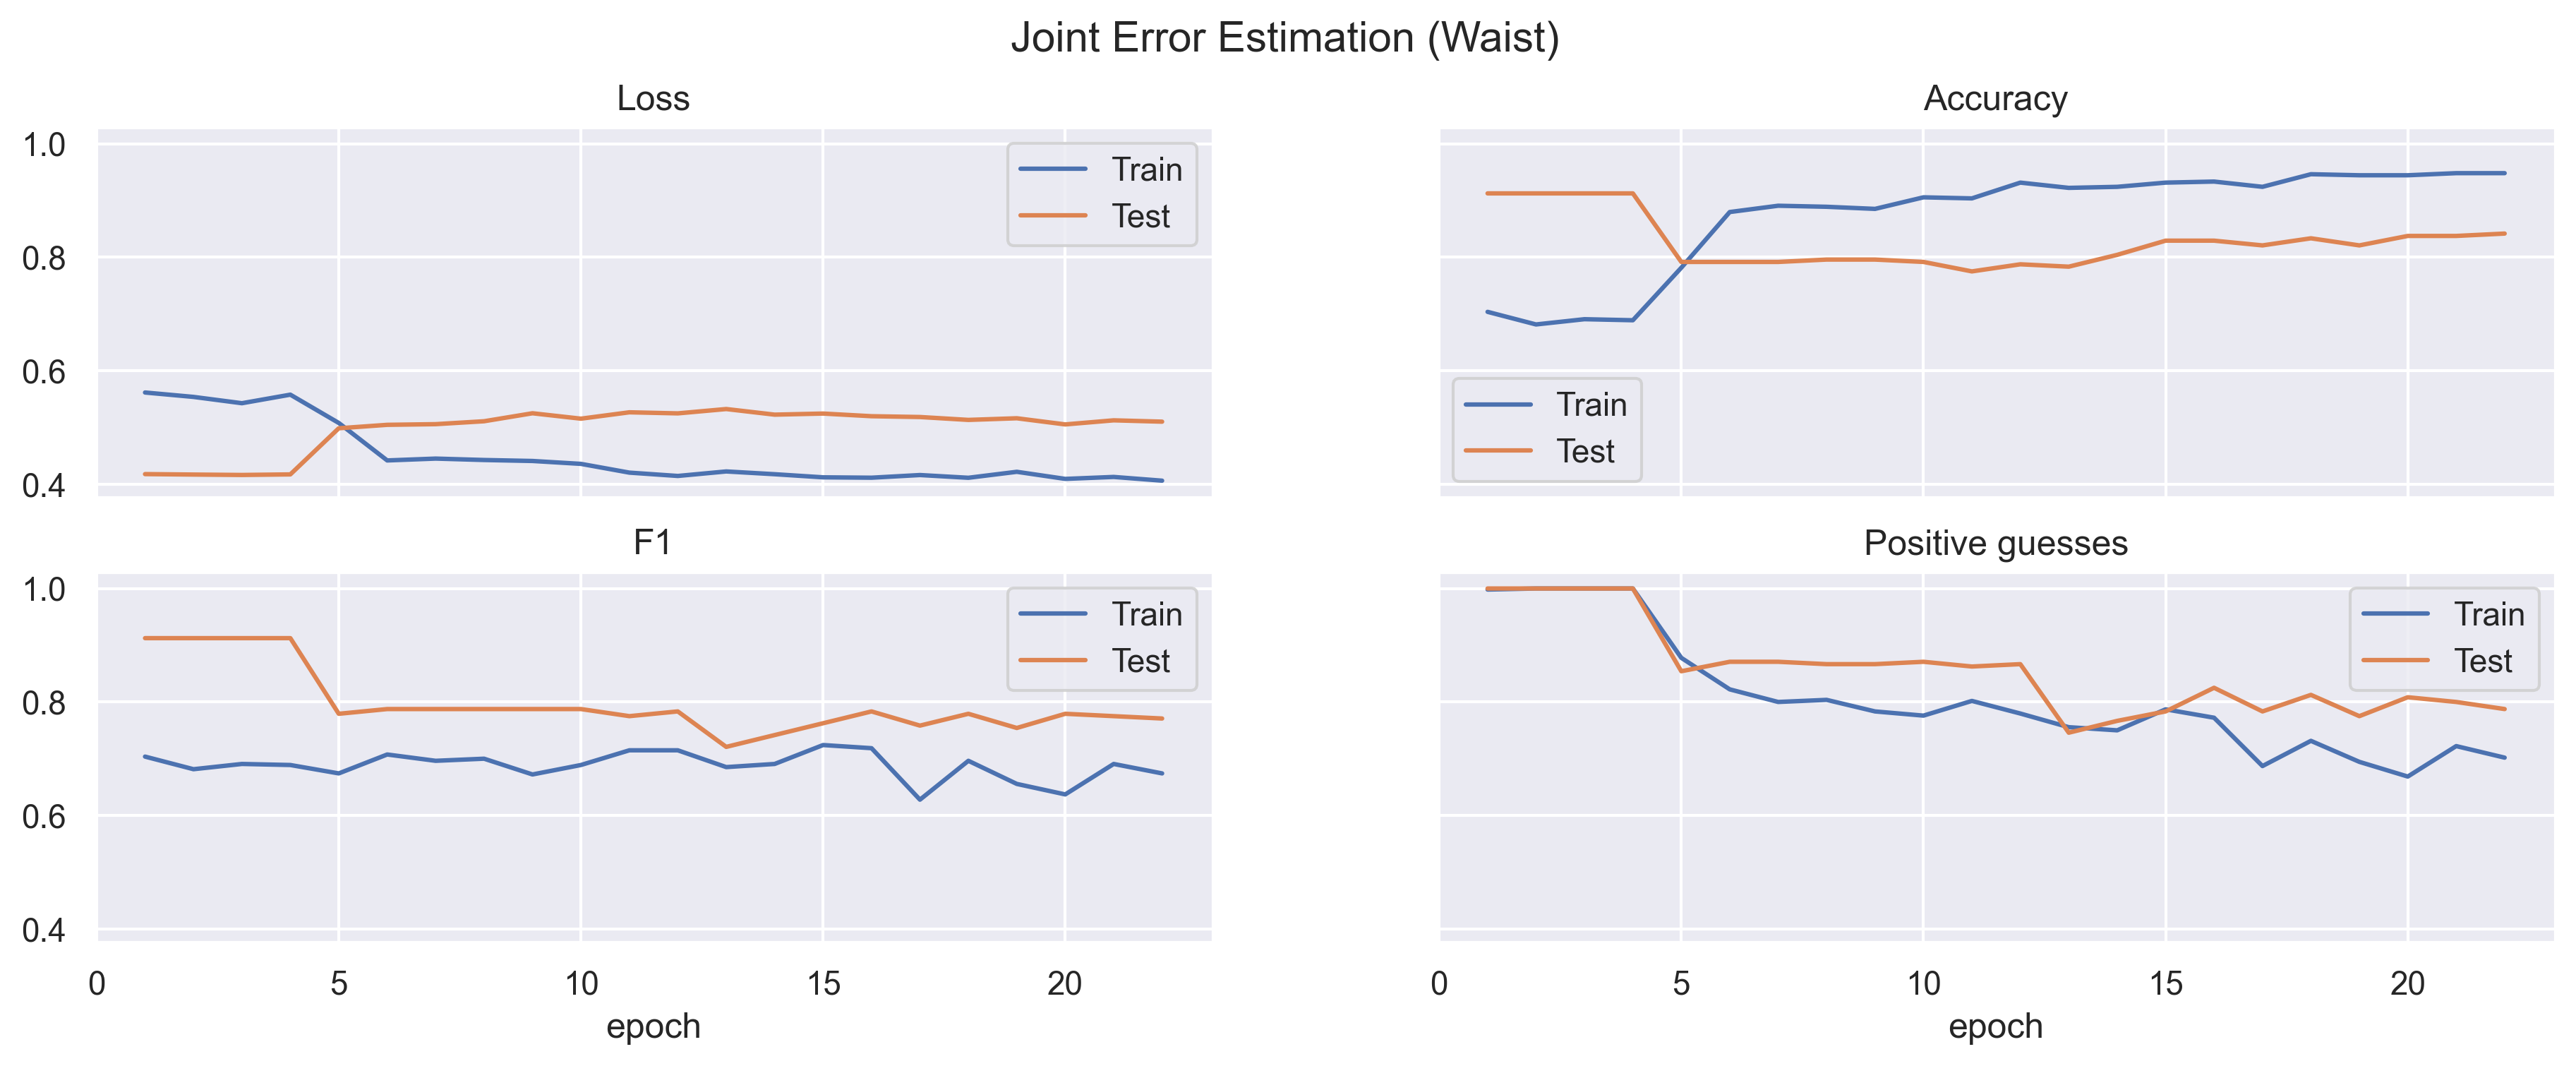 Joint Error Estimation (Waist)
Loss
1.0
0.8
0.6
0.4
Train
Test
Accuracy
Train
Test
F1
1.0
0.8
0.6
0.4
0 5 10 15 20
epoch
Train
Test
Positive guesses
Train
Test
0 5 10 15 20
epoch